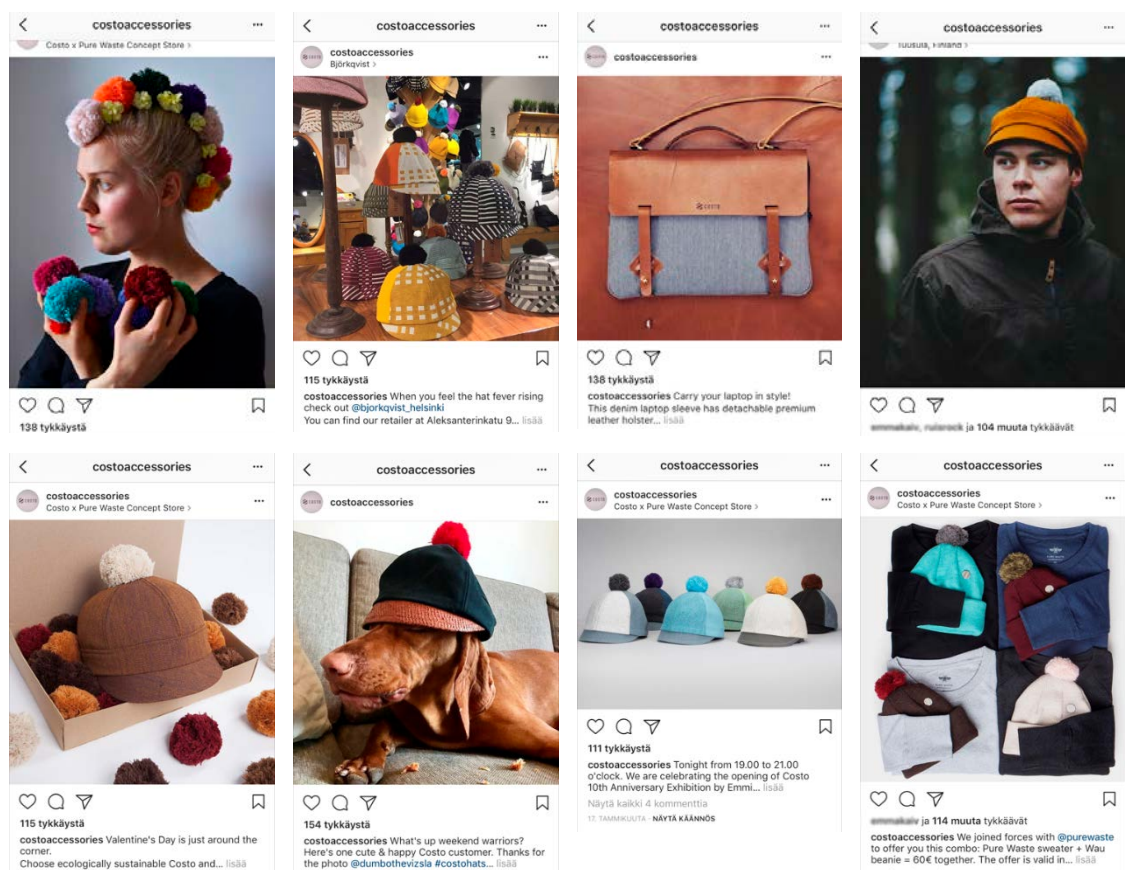 costoaccessories
Costo x Pure Waste Concept Store >
138 tykkäystä
costoaccessories
costoaccessories
Björkqvist >
115 tykkäystä
costoaccessories When you feel the hat fever rising
check out @bjorkqvist_helsinki
You can find our retailer at Aleksanterinkatu 9... lisää
costoaccessories
costoaccessories
COSTO
138 tykkäystä
costoaccessories Carry your laptop in style!
This denim laptop sleeve has detachable premium
leather holster... lisää
costoaccessories
Tuusula, Finland >
emmakaiv, ruisrock ja 104 muuta tykkäävät
costoaccessories
costoaccessories
Costo x Pure Waste Concept Store >
115 tykkäystä
costoaccessories Valentine's Day is just around the
corner.
Choose ecologically sustainable Costo and... lisää
costoaccessories
costoaccessories
154 tykkäystä
costoaccessories What's up weekend warriors?
Here's one cute & happy Costo customer. Thanks for
the photo @dumbothevizsla #costohats... lisää
costoaccessories
costoaccessories
Costo x Pure Waste Concept Store >
111 tykkäystä
costoaccessories Tonight from 19.00 to 21.00
o'clock. We are celebrating the opening of Costo
10th Anniversary Exhibition by Emmi... lisää
Näytä kaikki 4 kommenttia
17. TAMMIKUUTA · NÄYTÄ KÄÄNNÖS
costoaccessories
costoaccessories
Costo x Pure Waste Concept Store >
emmakaiv ja 114 muuta tykkäävät
costoaccessories We joined forces with @purewaste
to offer you this combo: Pure Waste sweater + Wau
beanie = 60€ together. The offer is valid in... lisää